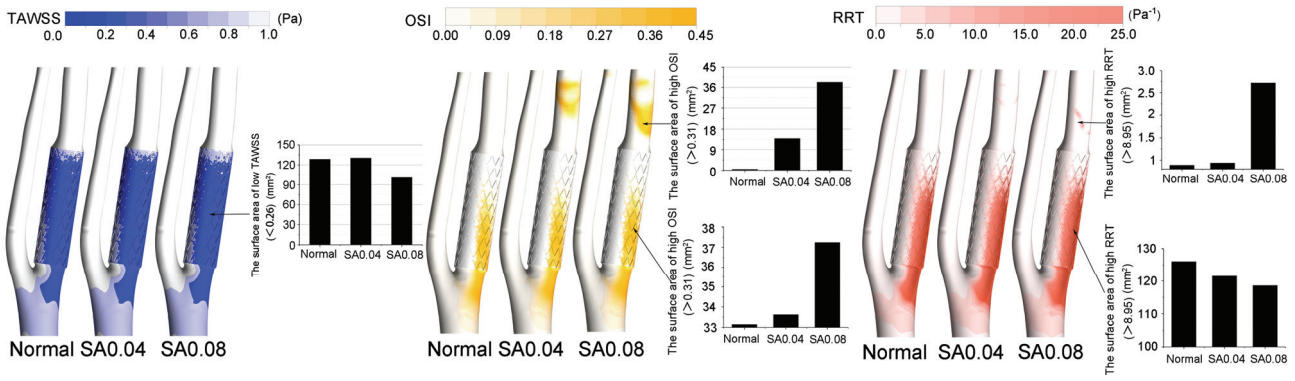 TAWSS
(Pa)
0.0 0.2 0.4 0.6 0.8 1.0
The surface area of low TAWSS
(<0.26) (mm²)
150
120
90
60
30
0
Normal SA0.04 SA0.08
Normal SA0.04 SA0.08
OSI
0.00 0.09 0.18 0.27 0.36 0.45
The surface area of high OSI
(>0.31) (mm²)
45
36
27
18
9
0
Normal SA0.04 SA0.08
The surface area of high OSI
(>0.31) (mm²)
38
37
36
35
34
33
Normal SA0.04 SA0.08
Normal SA0.04 SA0.08
RRT
(Pa⁻¹)
0.0 5.0 10.0 15.0 20.0 25.0
The surface area of high RRT
(>8.95) (mm²)
3.0
2.5
2
1.5
1
Normal SA0.04 SA0.08
The surface area of high RRT
(>8.95) (mm²)
130
120
110
100
Normal SA0.04 SA0.08
Normal SA0.04 SA0.08